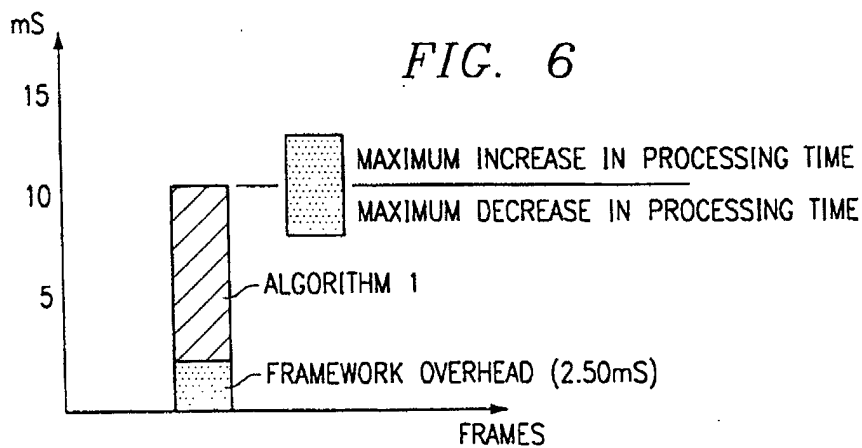 mS
FIG. 6
15
MAXIMUM INCREASE IN PROCESSING TIME
10
MAXIMUM DECREASE IN PROCESSING TIME
5
ALGORITHM 1
FRAMEWORK OVERHEAD (2.50mS)
FRAMES